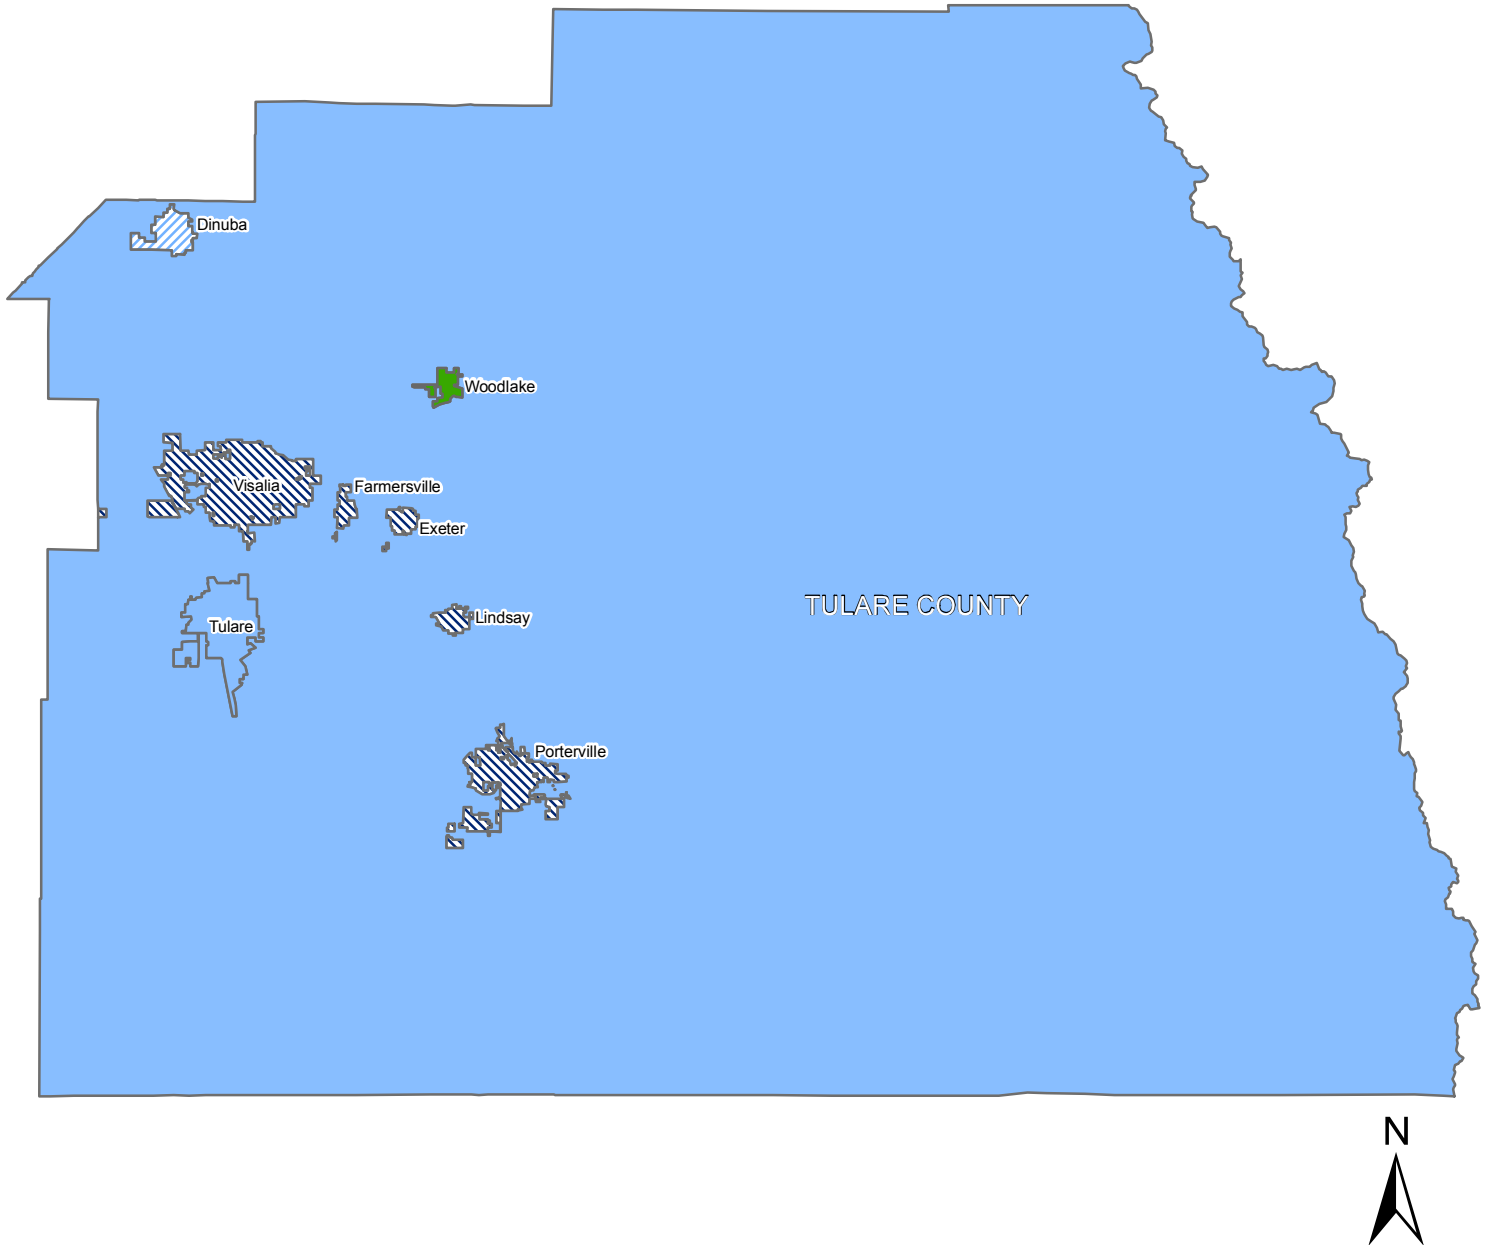 Dinuba
Woodlake
Visalia
Farmersville
Exeter
TULARE COUNTY
Lindsay
Tulare
Porterville
N